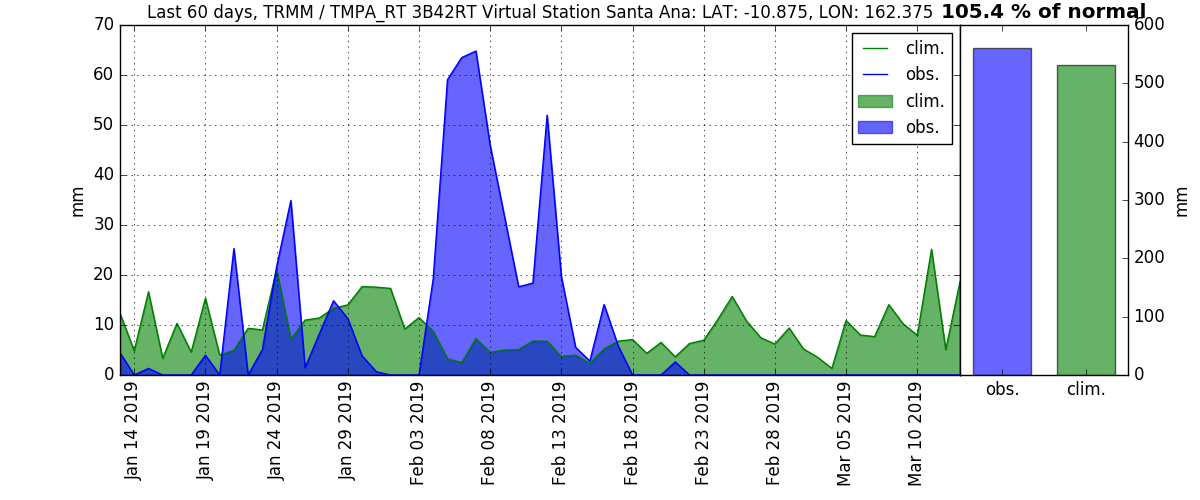 Last 60 days, TRMM / TMPA_RT 3B42RT Virtual Station Santa Ana: LAT: -10.875, LON: 162.375 105.4 % of normal
70
60
50
40
30
20
10
0
mm
clim.
obs.
clim.
obs.
600
500
400
300
200
100
0
mm
obs.
clim.
Jan 14 2019
Jan 19 2019
Jan 24 2019
Jan 29 2019
Feb 03 2019
Feb 08 2019
Feb 13 2019
Feb 18 2019
Feb 23 2019
Feb 28 2019
Mar 05 2019
Mar 10 2019